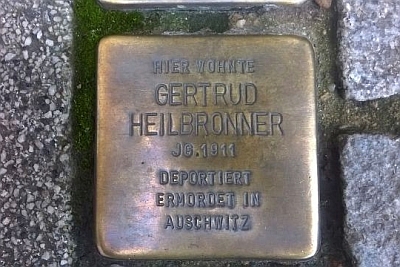 HIER WOHNTE
GERTRUD
HEILBRONNER
JG. 1911
DEPORTIERT
ERMORDET IN
AUSCHWITZ